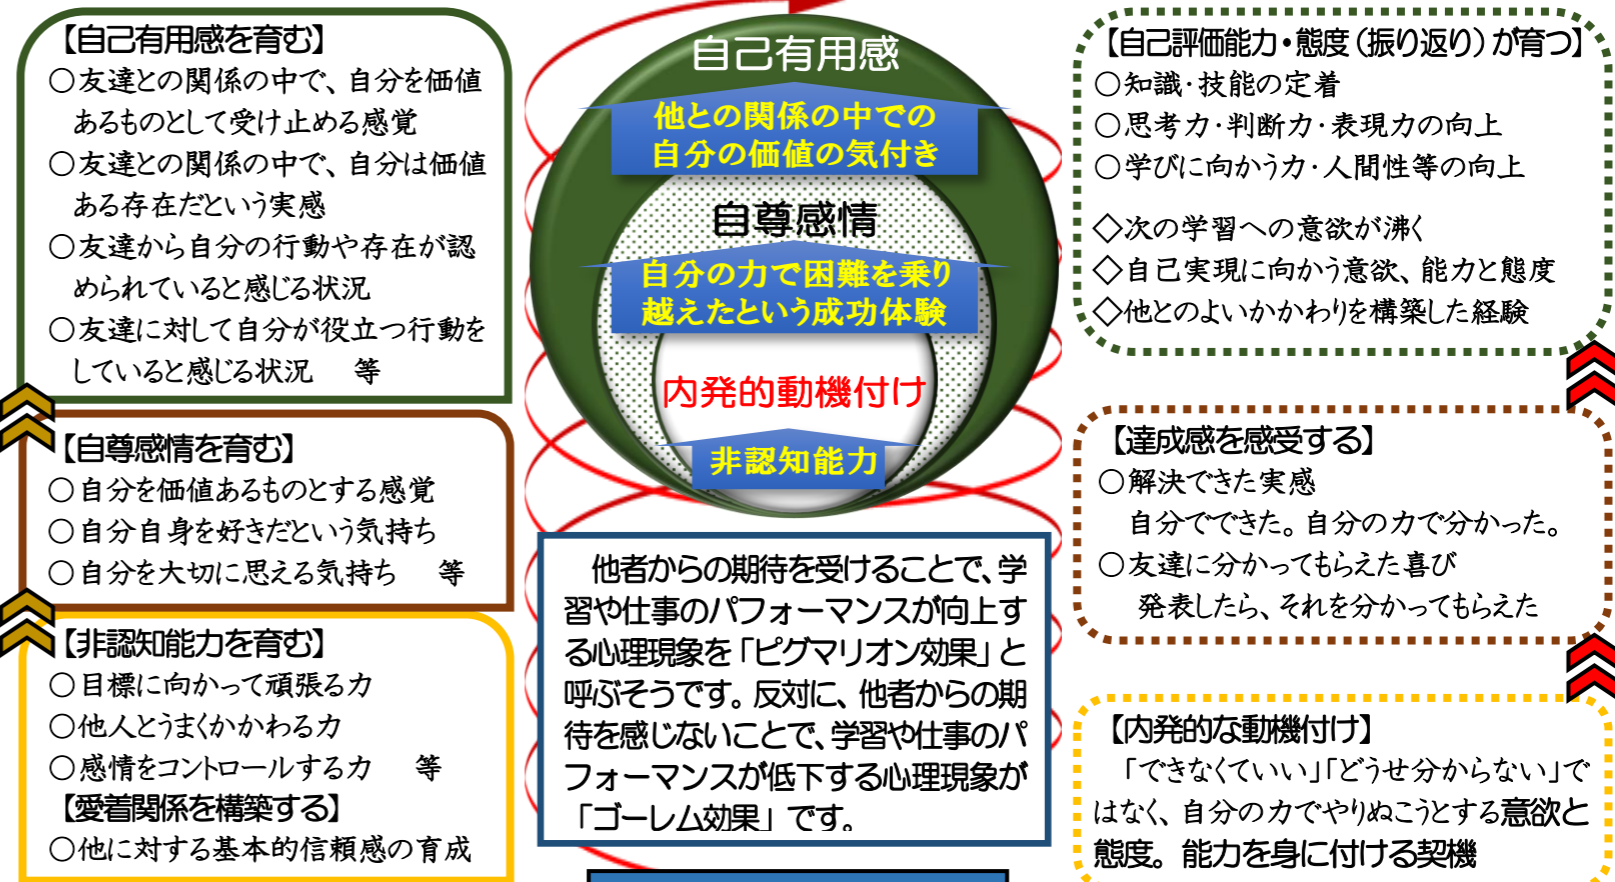 【自己有用感を育む】
○友達との関係の中で、自分を価値
あるものとして受け止める感覚
○友達との関係の中で、自分は価値
ある存在だという実感
○友達から自分の行動や存在が認
められていると感じる状況
○友達に対して自分が役立つ行動を
していると感じる状況　等
【自尊感情を育む】
○自分を価値あるものとする感覚
○自分自身を好きだという気持ち
○自分を大切に思える気持ち　等
【非認知能力を育む】
○目標に向かって頑張る力
○他人とうまくかかわる力
○感情をコントロールする力　等
【愛着関係を構築する】
○他に対する基本的信頼感の育成
自己有用感
他との関係の中での
自分の価値の気付き
自尊感情
自分の力で困難を乗り
越えたという成功体験
内発的動機付け
非認知能力
他者からの期待を受けることで、学
習や仕事のパフォーマンスが向上す
る心理現象を「ピグマリオン効果」と
呼ぶそうです。反対に、他者からの期
待を感じないことで、学習や仕事のパ
フォーマンスが低下する心理現象が
「ゴーレム効果」です。
【自己評価能力・態度（振り返り）が育つ】
○知識・技能の定着
○思考力・判断力・表現力の向上
○学びに向かう力・人間性等の向上
◇次の学習への意欲が沸く
◇自己実現に向かう意欲、能力と態度
◇他とのよいかかわりを構築した経験
【達成感を感受する】
○解決できた実感
自分でできた。自分の力で分かった。
○友達に分かってもらえた喜び
発表したら、それを分かってもらえた
【内発的な動機付け】
「できなくていい」「どうせ分からない」で
はなく、自分の力でやりぬこうとする意欲と
態度。能力を身に付ける契機